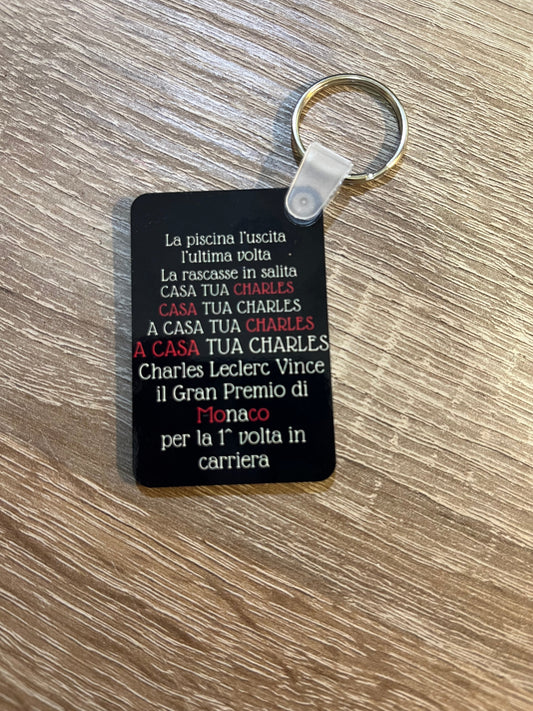 La piscina l'uscita
l'ultima volta
La rascasse in salita
CASA TUA CHARLES
CASA TUA CHARLES
A CASA TUA CHARLES
A CASA TUA CHARLES
Charles Leclerc Vince
il Gran Premio di
Monaco
per la 1^ volta in
carriera